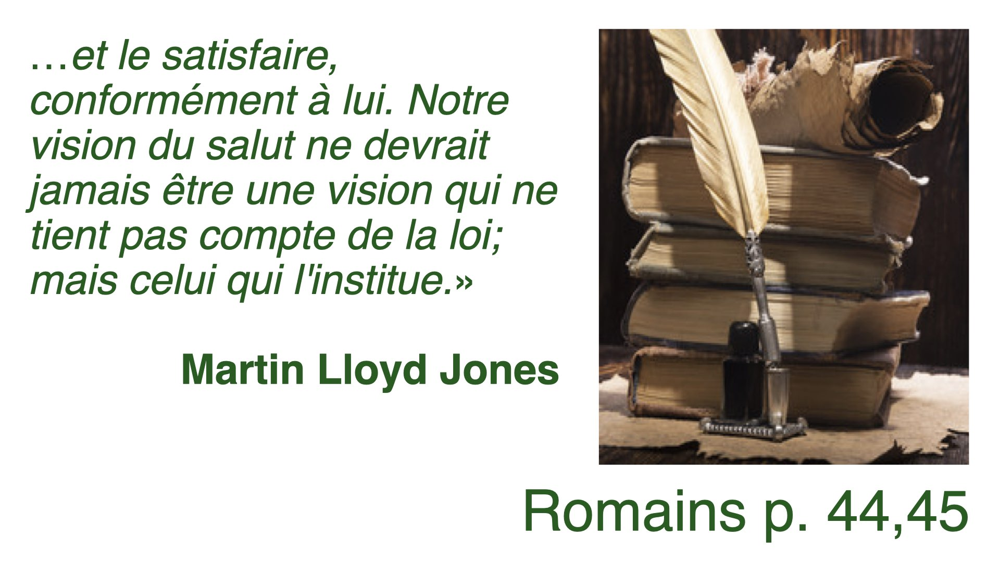 …et le satisfaire,
conformément à lui. Notre
vision du salut ne devrait
jamais être une vision qui ne
tient pas compte de la loi;
mais celui qui l'institue.»
Martin Lloyd Jones
Romains p. 44,45